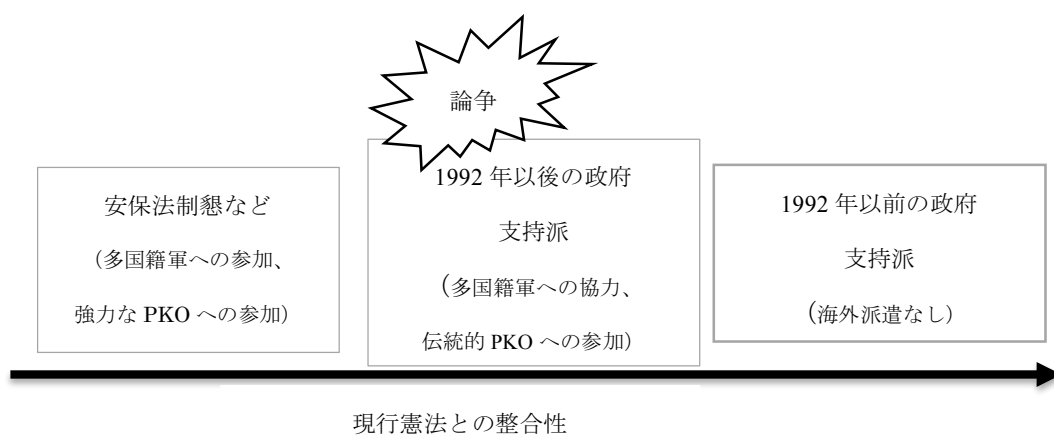 論争
安保法制懇など
（多国籍軍への参加、
強力な PKO への参加）
1992 年以後の政府
支持派
（多国籍軍への協力、
伝統的 PKO への参加）
1992 年以前の政府
支持派
（海外派遣なし）
現行憲法との整合性